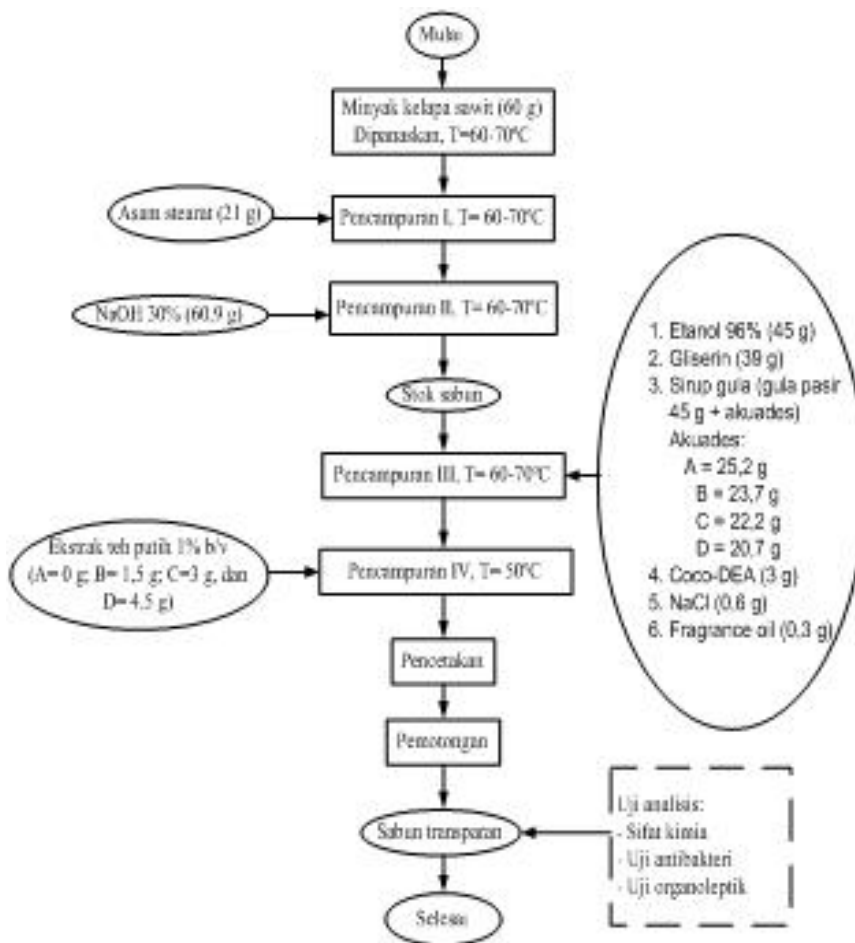 Mulai
Minyak kelapa sawit (60 g)
Dipanaskan, T=60-70°C
Asam stearat (21 g)
Pencampuran I, T= 60-70°C
NaOH 30% (60.9 g)
Pencampuran II, T= 60-70°C
Stok sabun
1. Etanol 96% (45 g)
2. Gliserin (39 g)
3. Sirup gula (gula pasir
45 g + akuades)
Akuades:
A = 25,2 g
B = 23,7 g
C = 22,2 g
D = 20,7 g
4. Coco-DEA (3 g)
5. NaCl (0,6 g)
6. Fragrance oil (0,3 g)
Pencampuran III, T= 60-70°C
Ekstrak teh putih 1% b/v
(A= 0 g; B= 1,5 g; C=3 g, dan
D= 4.5 g)
Pencampuran IV, T= 50°C
Pencetakan
Pemotongan
Sabun transparan
Uji analisis:
- Sifat kimia
- Uji antibakteri
- Uji organoleptik
Selesai